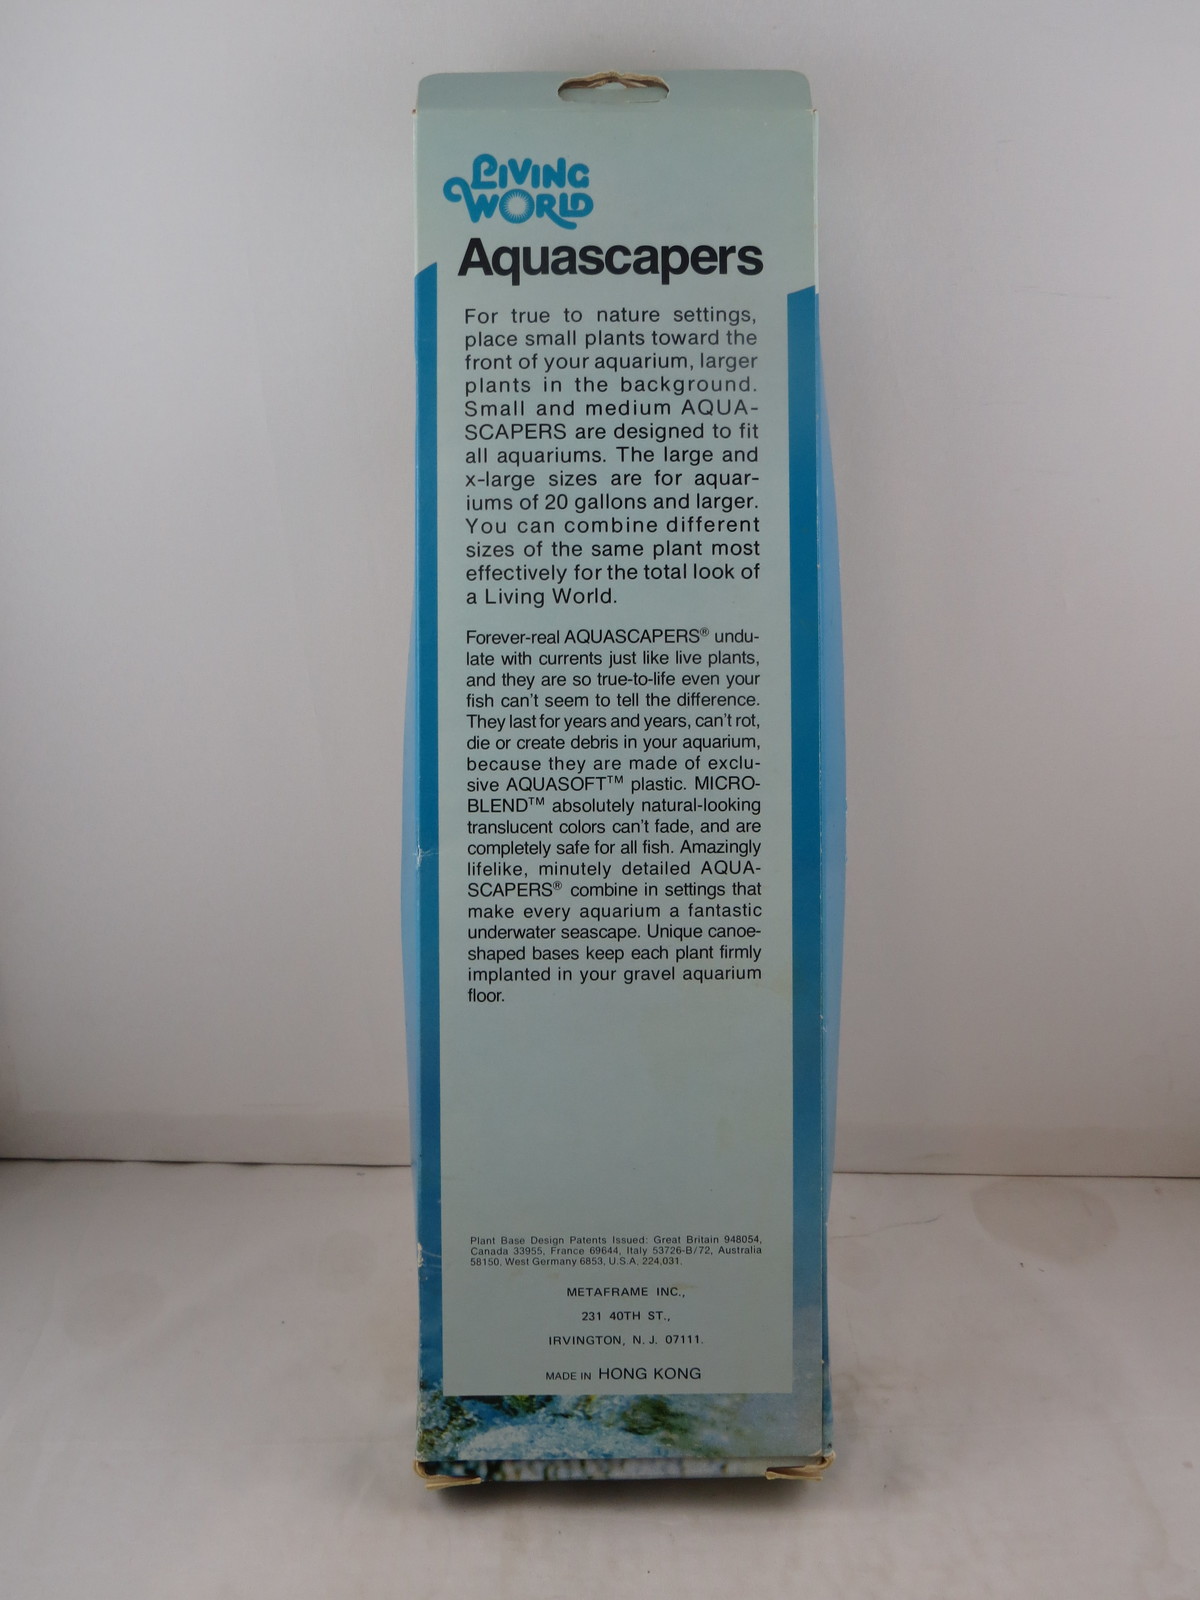 Living
World
Aquascapers
For true to nature settings,
place small plants toward the
front of your aquarium, larger
plants in the background.
Small and medium AQUA-
SCAPERS are designed to fit
all aquariums. The large and
x-large sizes are for aquar-
iums of 20 gallons and larger.
You can combine different
sizes of the same plant most
effectively for the total look of
a Living World.
Forever-real AQUASCAPERS® undu-
late with currents just like live plants,
and they are so true-to-life even your
fish can't seem to tell the difference.
They last for years and years, can't rot,
die or create debris in your aquarium,
because they are made of exclu-
sive AQUASOFT™ plastic. MICRO-
BLEND™ absolutely natural-looking
translucent colors can't fade, and are
completely safe for all fish. Amazingly
lifelike, minutely detailed AQUA-
SCAPERS® combine in settings that
make every aquarium a fantastic
underwater seascape. Unique canoe-
shaped bases keep each plant firmly
implanted in your gravel aquarium
floor.
Plant Base Design Patents Issued: Great Britain 948054,
Canada 33955, France 69644, Italy 53726-B/72, Australia
58150, West Germany 6853, U.S.A. 224,031.
METAFRAME INC.,
231 40TH ST.,
IRVINGTON, N. J. 07111.
MADE IN HONG KONG